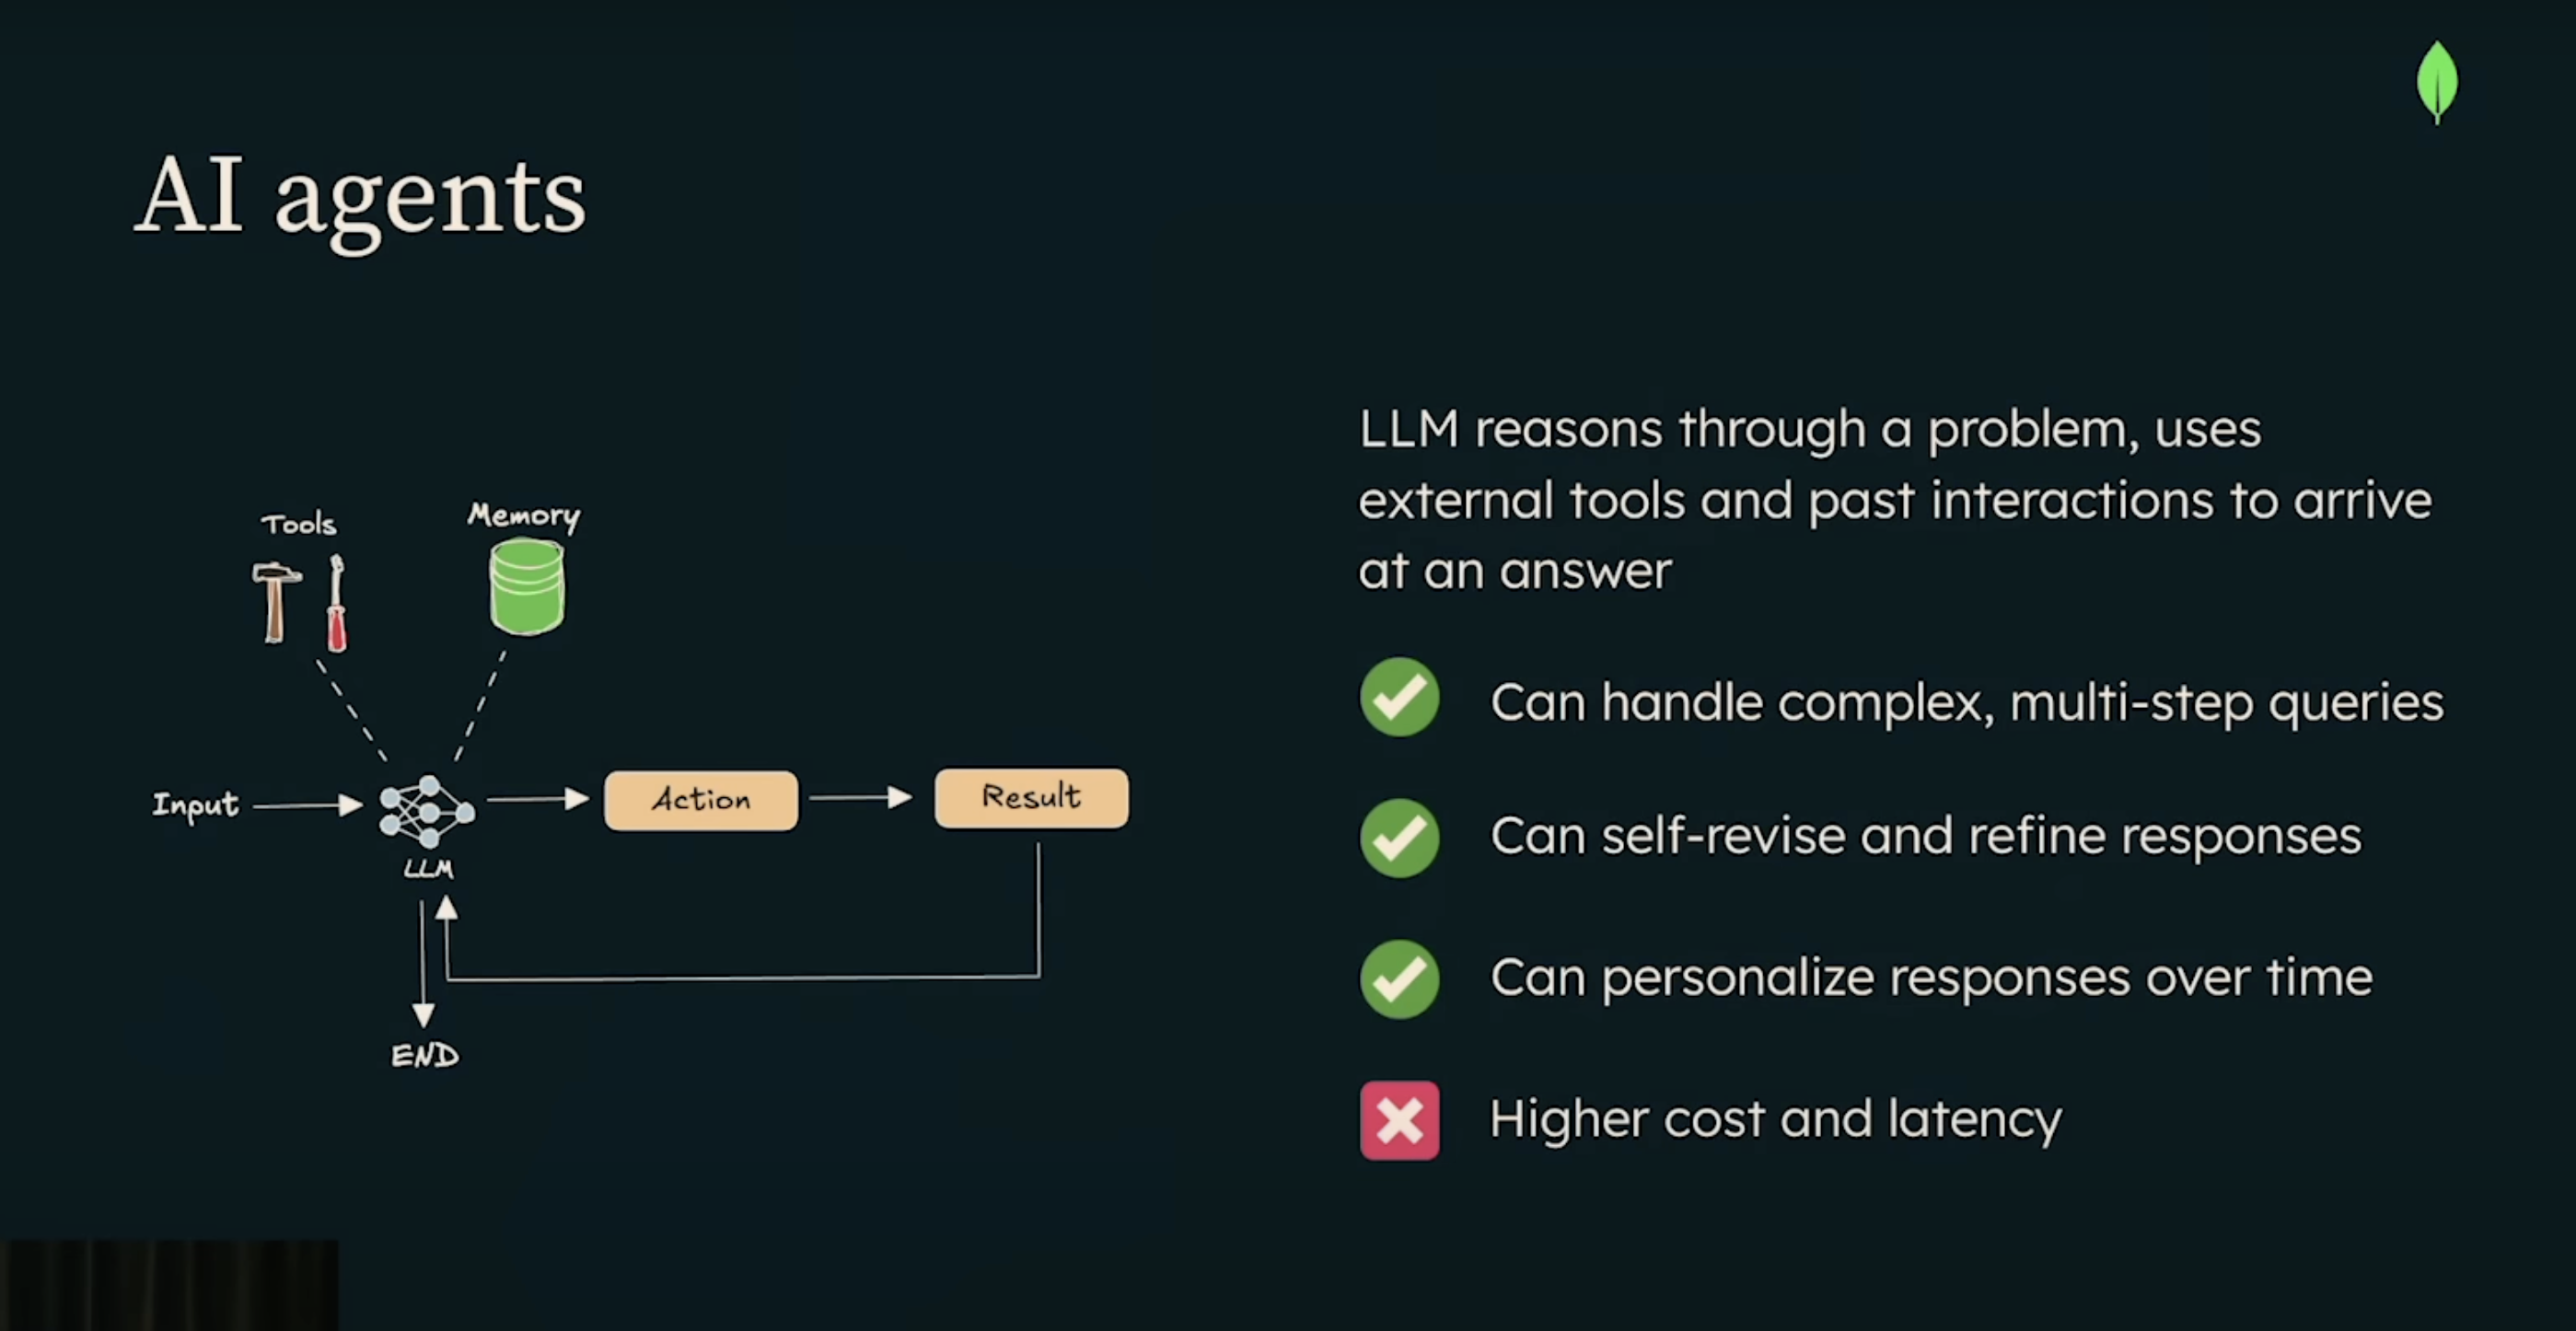 AI agents
Tools
Memory
Input
LLM
Action
Result
END
LLM reasons through a problem, uses
external tools and past interactions to arrive
at an answer
Can handle complex, multi-step queries
Can self-revise and refine responses
Can personalize responses over time
Higher cost and latency